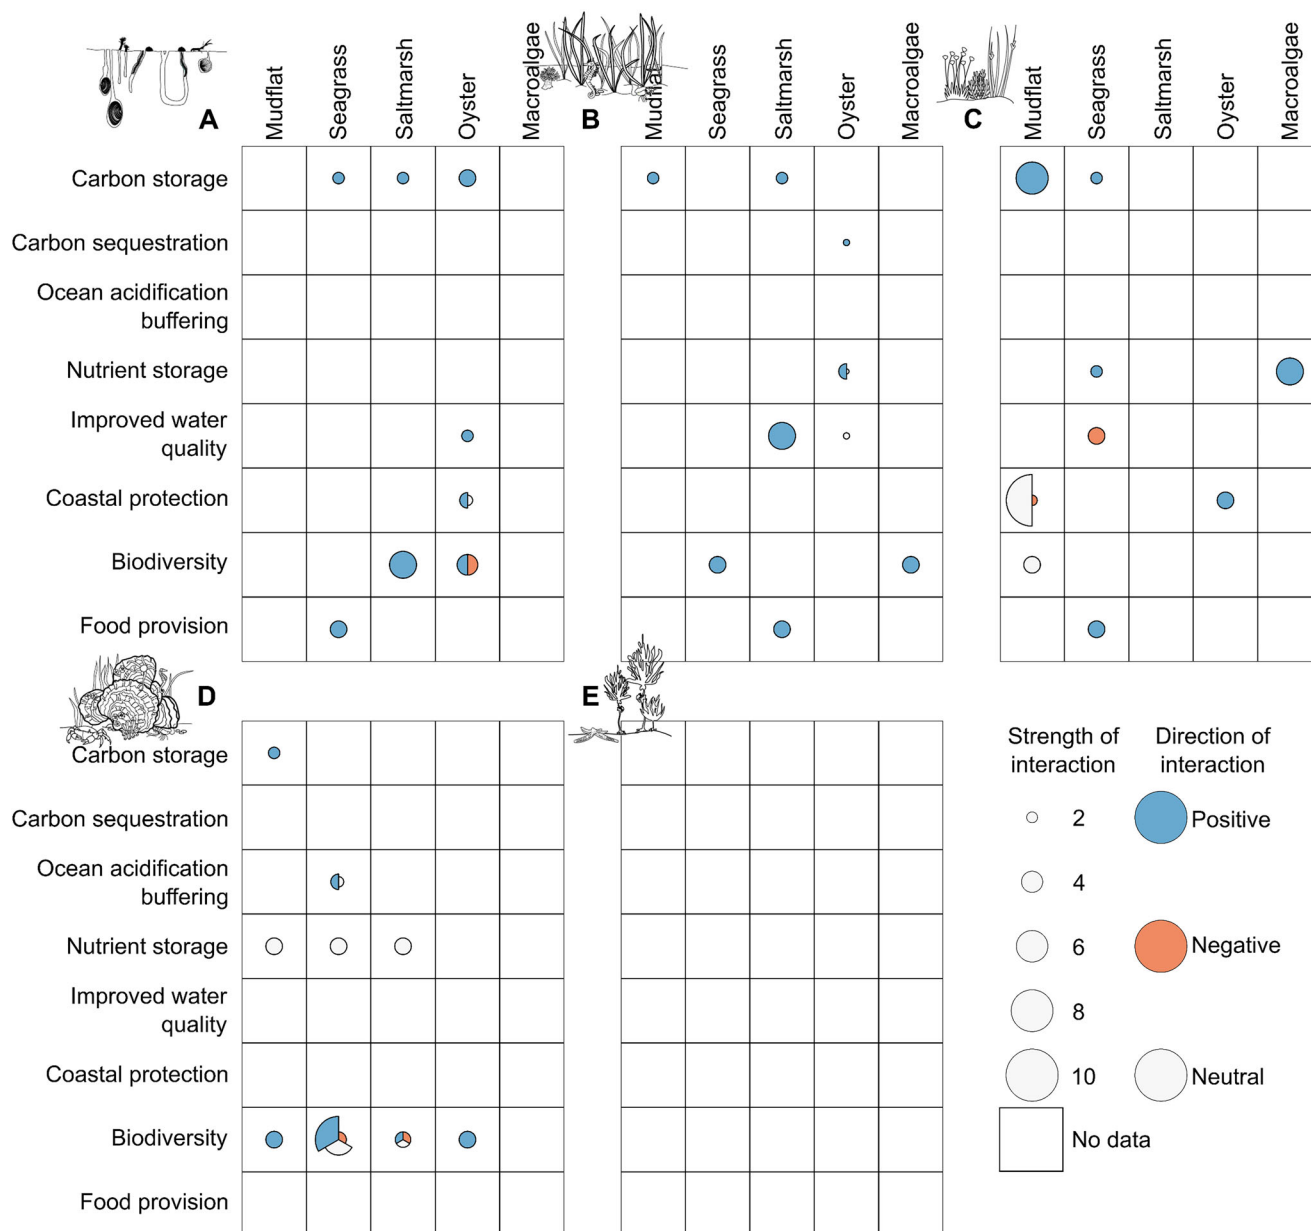 A
Mudflat
Seagrass
Saltmarsh
Oyster
Macroalgae
B
Mudflat
Seagrass
Saltmarsh
Oyster
Macroalgae
C
Mudflat
Seagrass
Saltmarsh
Oyster
Macroalgae
Carbon storage
Carbon sequestration
Ocean acidification
buffering
Nutrient storage
Improved water
quality
Coastal protection
Biodiversity
Food provision
D
E
Carbon storage
Carbon sequestration
Ocean acidification
buffering
Nutrient storage
Improved water
quality
Coastal protection
Biodiversity
Food provision
Strength of
interaction
2
4
6
8
10
Direction of
interaction
Positive
Negative
Neutral
No data